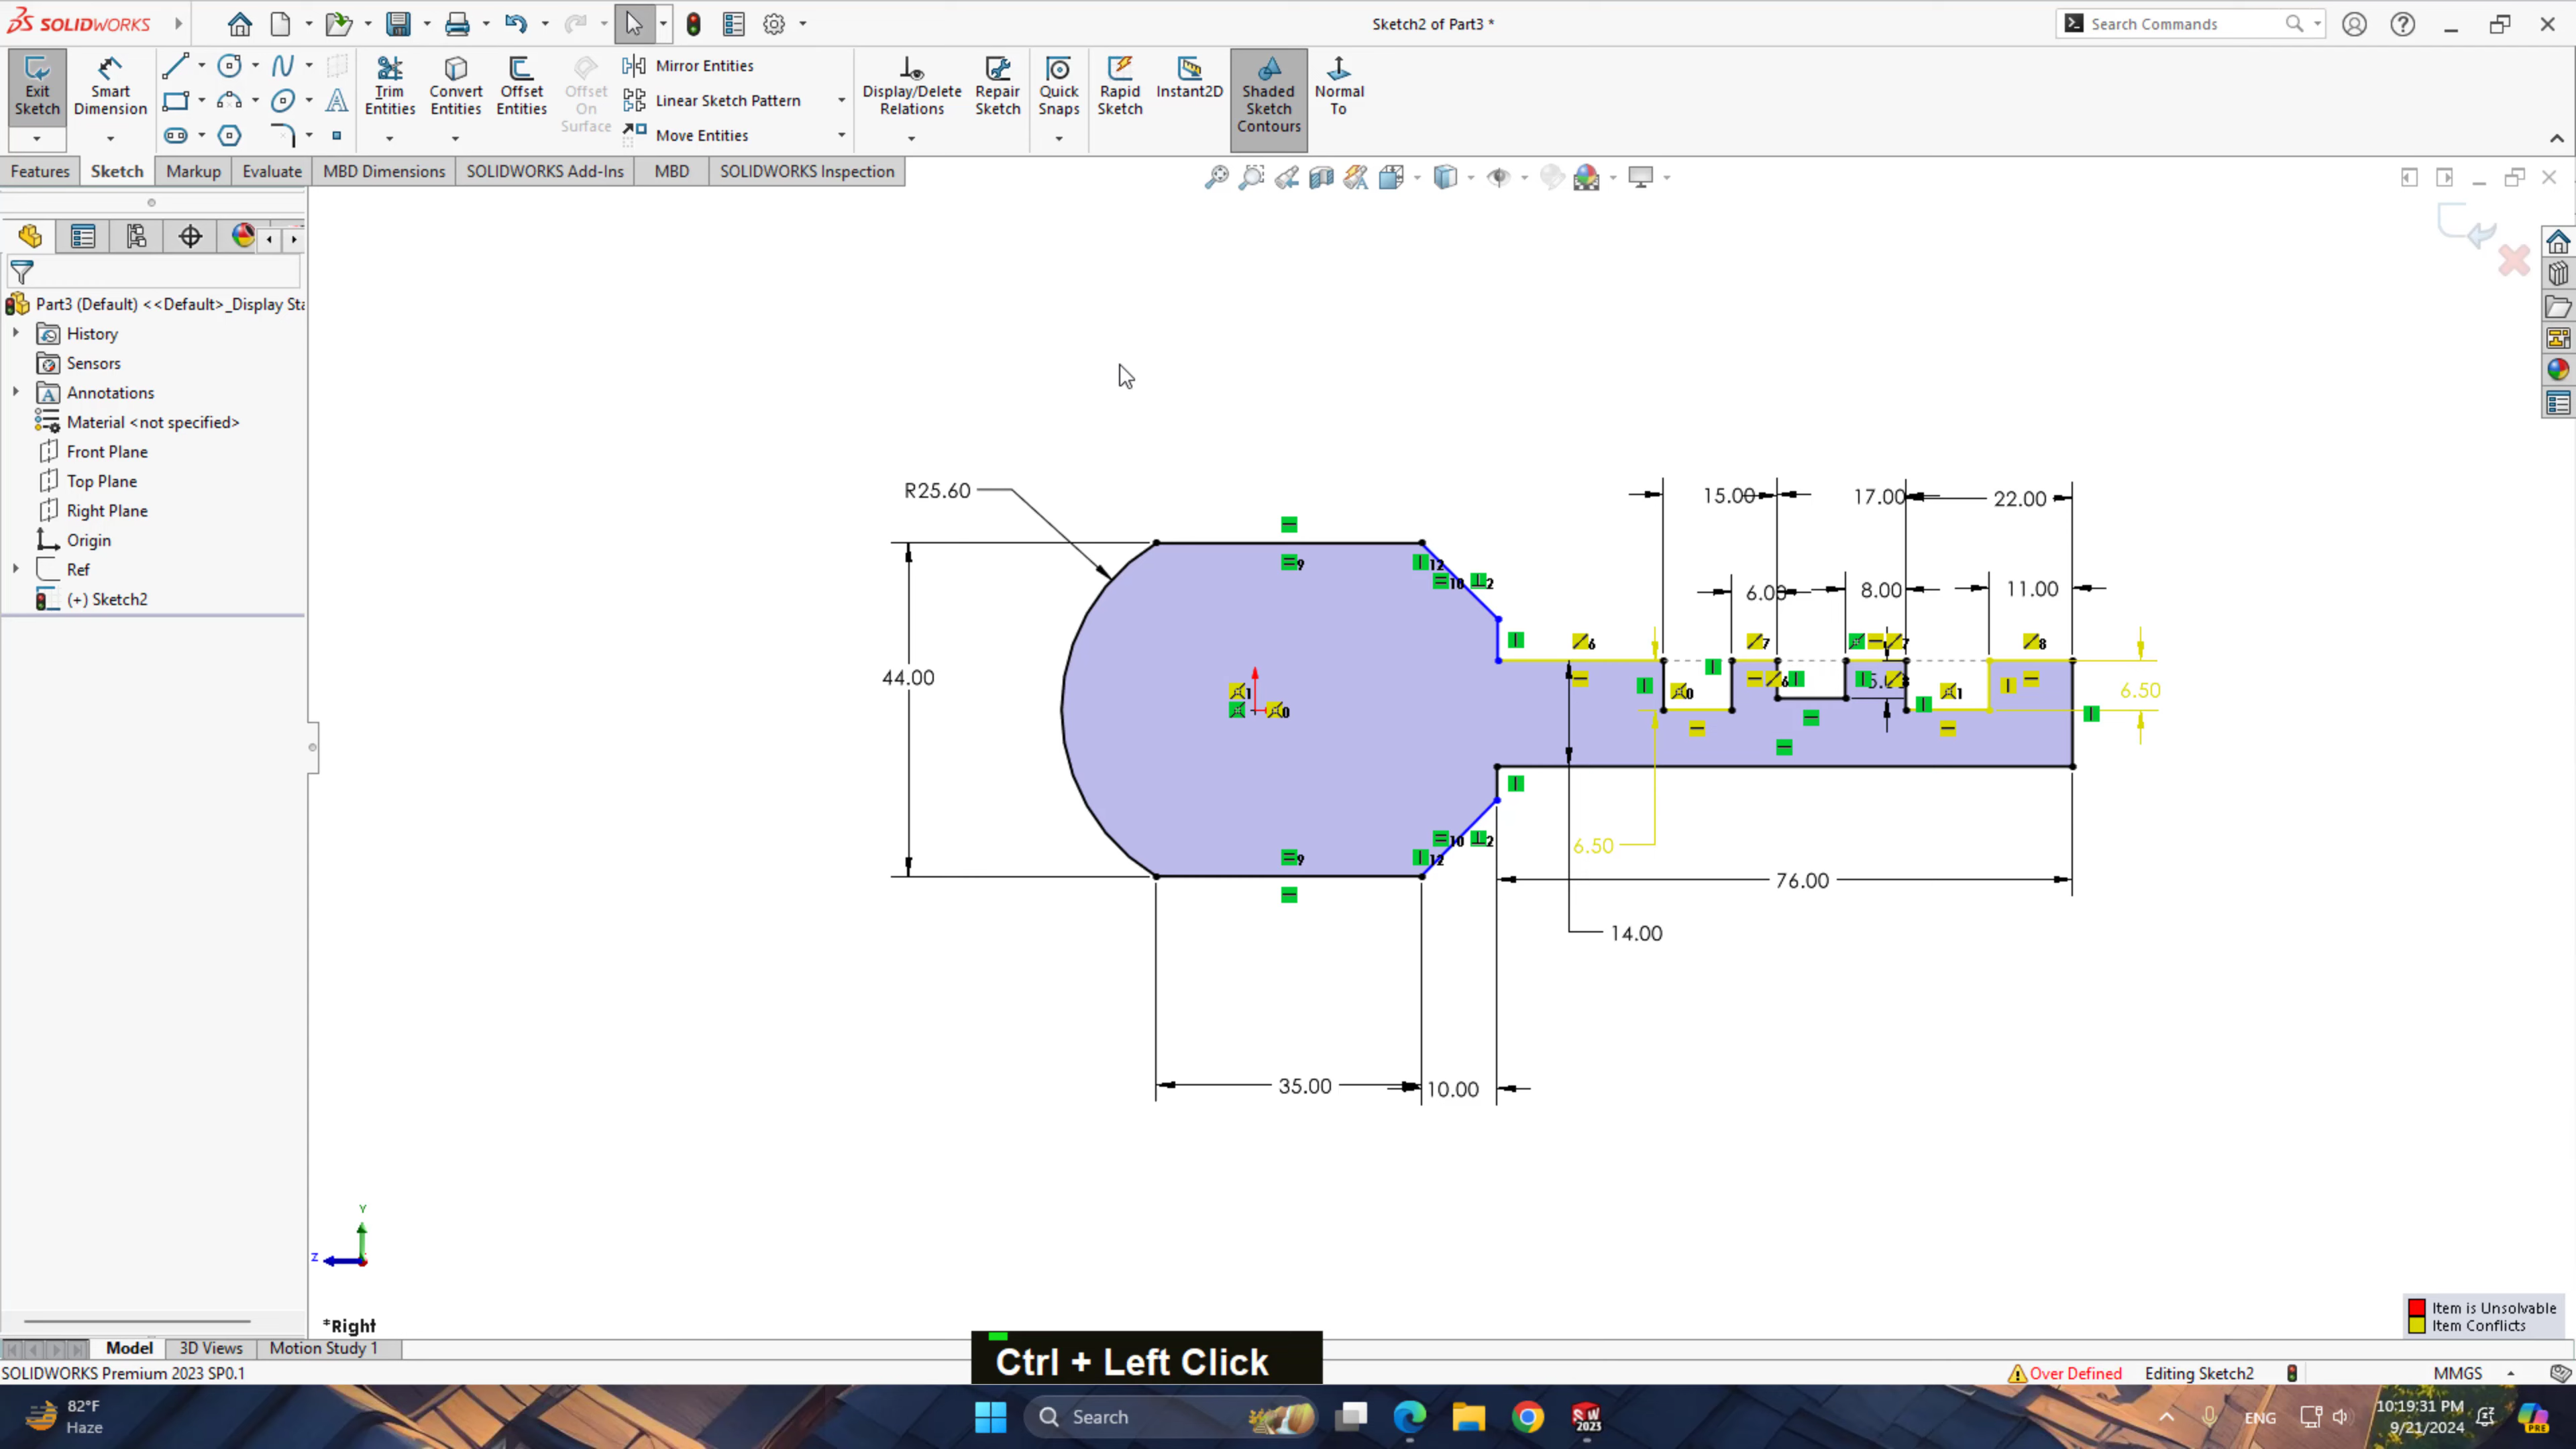 SOLIDWORKS
Sketch2 of Part3 *
Search Commands
Exit Sketch
Smart Dimension
Trim Entities
Convert Entities
Offset Entities
Offset On Surface
Mirror Entities
Linear Sketch Pattern
Move Entities
Display/Delete Relations
Repair Sketch
Quick Snaps
Rapid Sketch
Instant2D
Shaded Sketch Contours
Normal To
Features
Sketch
Markup
Evaluate
MBD Dimensions
SOLIDWORKS Add-Ins
MBD
SOLIDWORKS Inspection
Part3 (Default) <<Default>_Display Sta
History
Sensors
Annotations
Material <not specified>
Front Plane
Top Plane
Right Plane
Origin
Ref
(+) Sketch2
R25.60
15.00
17.00
22.00
6.00
8.00
11.00
44.00
6.50
6.50
76.00
14.00
35.00
10.00
Y
Z
*Right
Item is Unsolvable
Item Conflicts
Model
3D Views
Motion Study 1
Ctrl + Left Click
SOLIDWORKS Premium 2023 SP0.1
Over Defined
Editing Sketch2
MMGS
82°F
Haze
Search
ENG
10:19:31 PM
9/21/2024